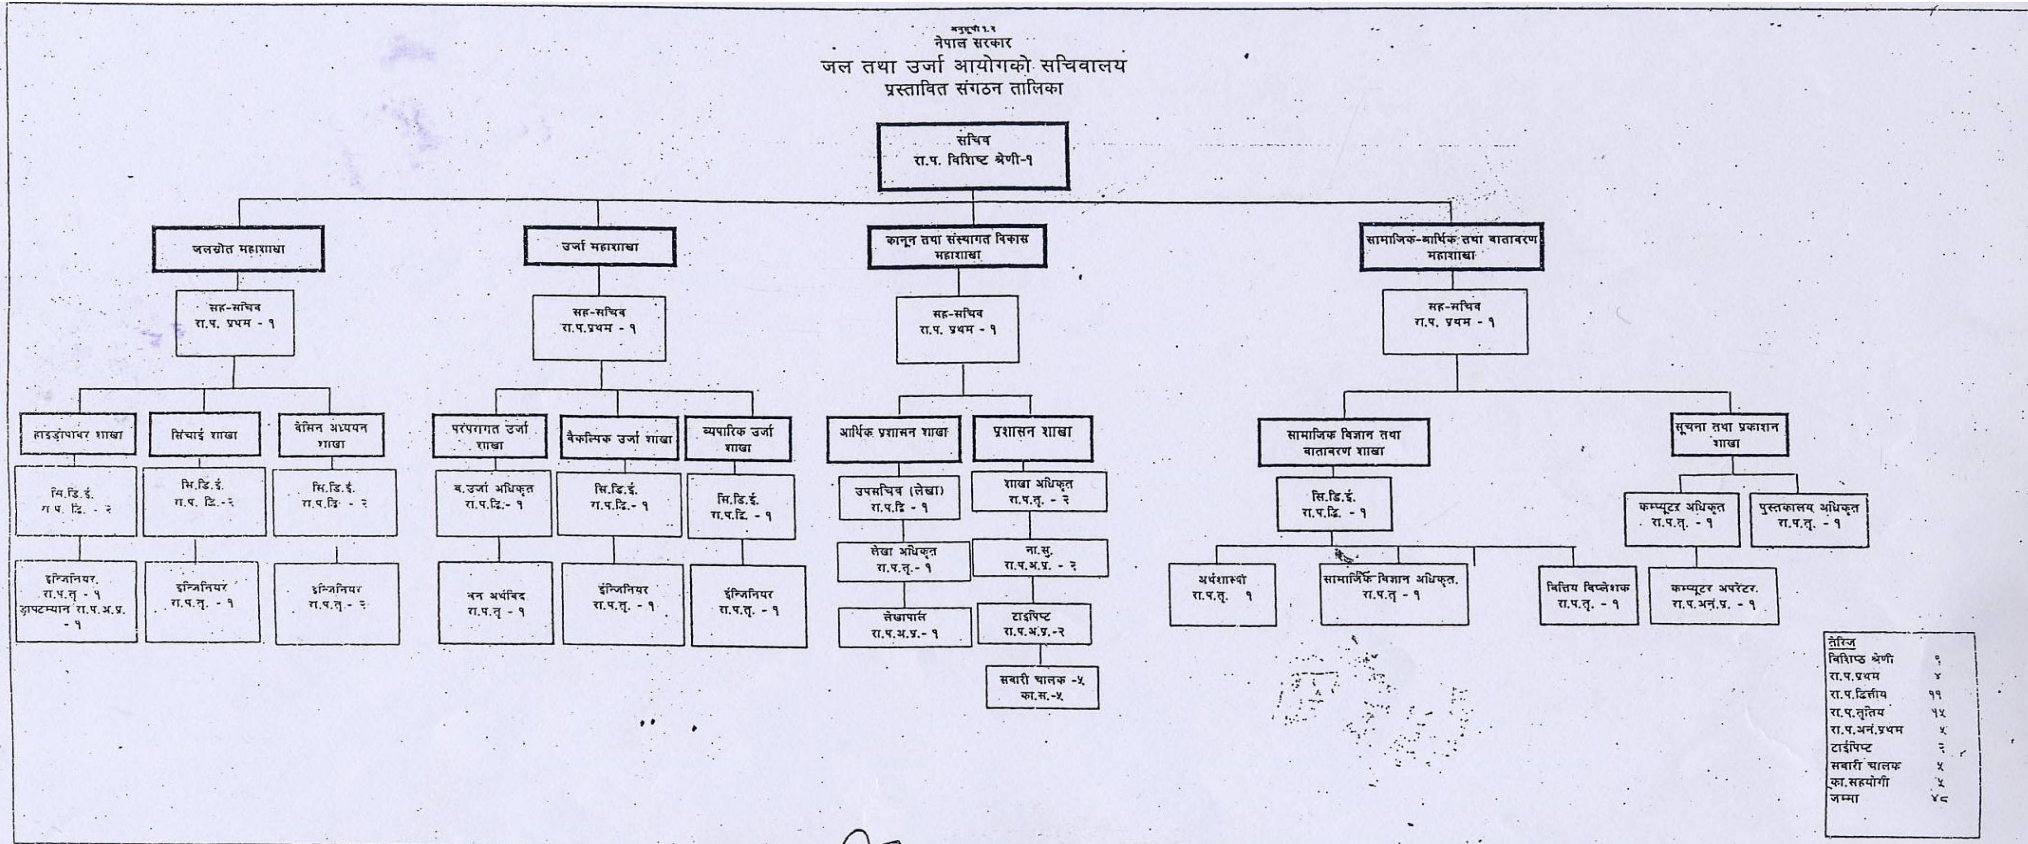 अनुसूची १.२
नेपाल सरकार
जल तथा उर्जा आयोगको सचिवालय
प्रस्तावित संगठन तालिका
सचिव
रा.प. विशिष्ट श्रेणी-१
जलस्रोत महाशाखा
सह-सचिव
रा.प. प्रथम - १
उर्जा महाशाखा
सह-सचिव
रा.प.प्रथम - १
कानून तथा संस्थागत विकास
महाशाखा
सह-सचिव
रा.प. प्रथम - १
सामाजिक-आर्थिक तथा वातावरण
महाशाखा
सह-सचिव
रा.प. प्रथम - १
हाइड्रोपावर शाखा
सि.डि.ई.
रा.प. द्वि. - २
इन्जिनियर.
रा.प.तृ - १
ड्राफ्टम्यान रा.प.अ.प्र.
- १
सिंचाई शाखा
सि.डि.ई.
रा.प. द्वि.-२
इन्जिनियर
रा.प.तृ. - १
बेसिन अध्ययन
शाखा
सि.डि.ई.
रा.प.द्वि - २
इन्जिनियर
रा.प.तृ. - २
परंपरागत उर्जा
शाखा
ब.उर्जा अधिकृत
रा.प.द्वि.- १
वन अर्थविद
रा.प.तृ - १
बैकल्पिक उर्जा शाखा
सि.डि.ई.
रा.प.द्वि.- १
ईन्जिनियर
रा.प.तृ. - १
व्यपारिक उर्जा
शाखा
सि.डि.ई.
रा.प.द्वि. - १
ईन्जिनियर
रा.प.तृ. - १
आर्थिक प्रशासन शाखा
उपसचिव (लेखा)
रा.प.द्वि - १
लेखा अधिकृत
रा.प.तृ.- १
लेखापाल
रा.प.अ.प्र.- १
प्रशासन शाखा
शाखा अधिकृत
रा.प.तृ. - २
ना.सु.
रा.प.अ.प्र. - २
टाइपिष्ट
रा.प.अ.प्र.-२
सवारी चालक -५
का.स.-५
सामाजिक विज्ञान तथा
वातावरण शाखा
सि.डि.ई.
रा.प.द्वि. - १
अर्थशास्त्री
रा.प.तृ. १
सामाजिक विज्ञान अधिकृत.
रा.प.तृ - १
वित्तिय विश्लेशक
रा.प.तृ. - १
सूचना तथा प्रकाशन
शाखा
कम्प्यूटर अधिकृत
रा.प.तृ. - १
कम्प्यूटर अपरेटर.
रा.प.अनं.प्र. - १
पुस्तकालय अधिकृत
रा.प.तृ. - १
तेरिज
विशिष्ठ श्रेणी १
रा.प.प्रथम ४
रा.प.द्वितीय ११
रा.प.तृतिय १५
रा.प.अनं.प्रथम ५
टाईपिष्ट २
सवारी चालक ५
का.सहयोगी ५
जम्मा ४८